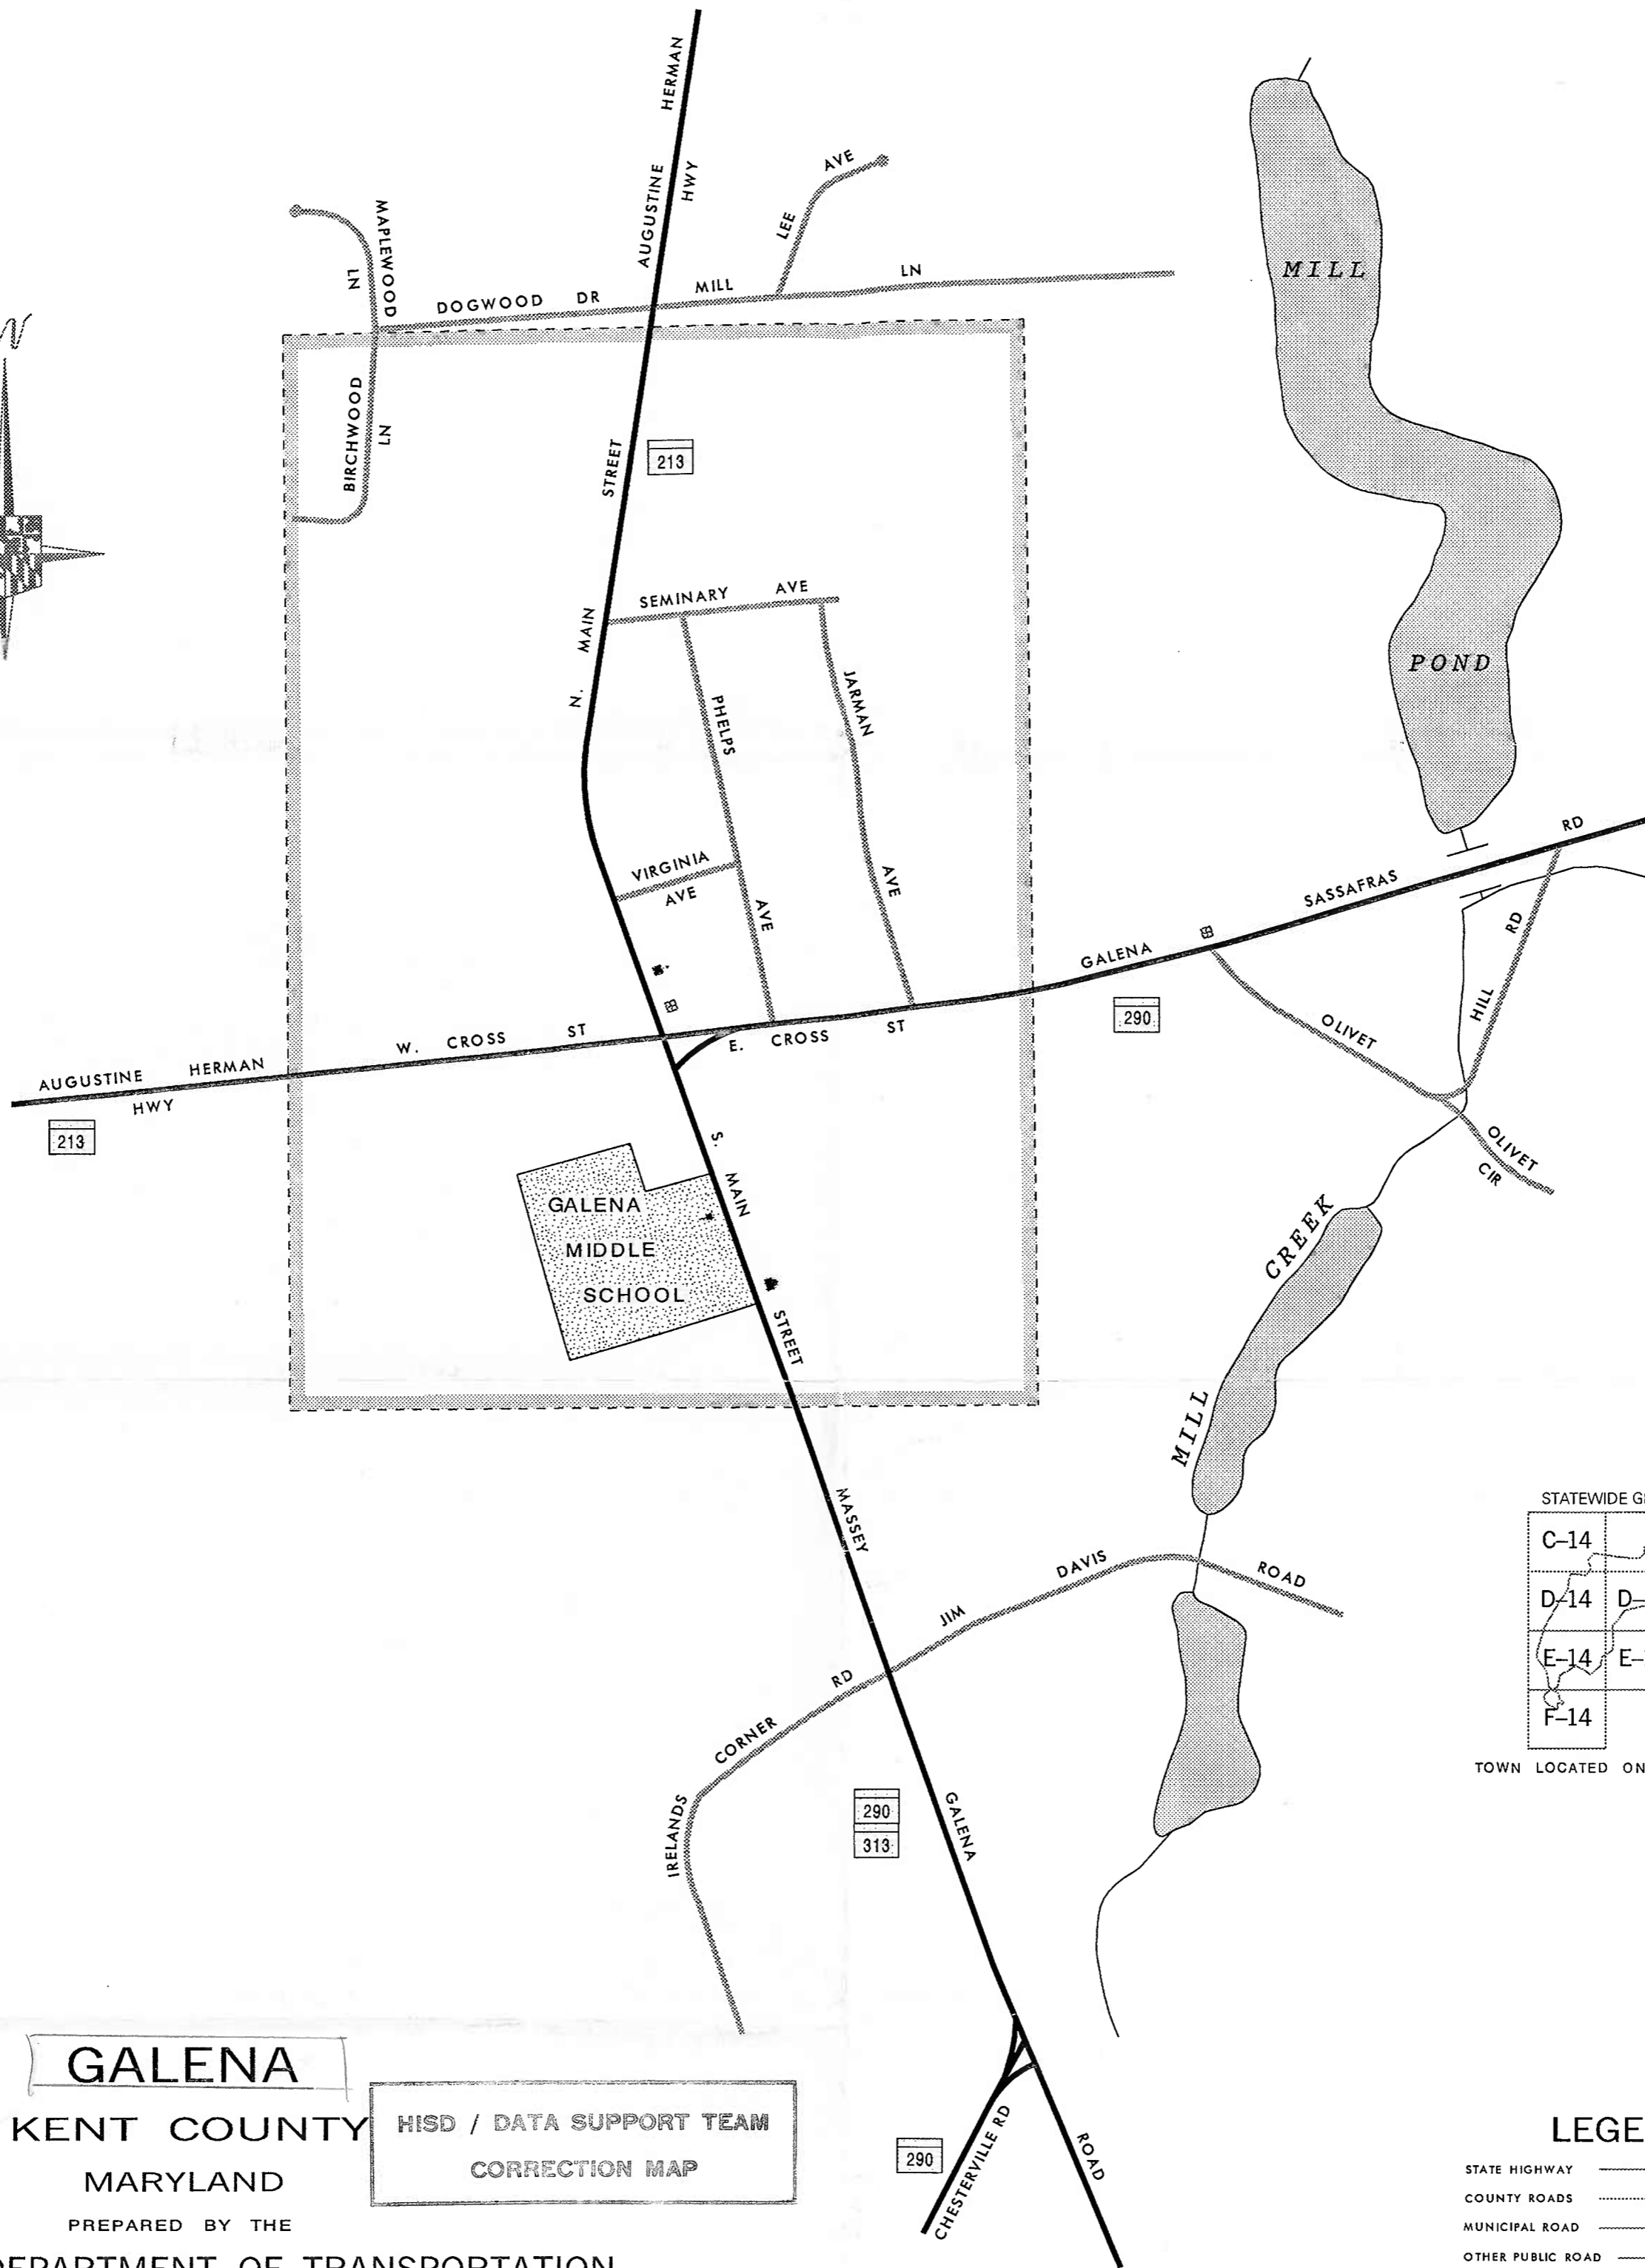 HERMAN
AUGUSTINE
HWY
AVE
LEE
MAPLEWOOD
LN
DOGWOOD DR
MILL LN
MILL
N
BIRCHWOOD
LN
213
STREET
MAIN
N.
SEMINARY AVE
PHELPS
AVE
JARMAN
AVE
POND
VIRGINIA
AVE
GALENA SASSAFRAS RD
HILL RD
290
OLIVET
OLIVET
CIR
AUGUSTINE HERMAN
HWY
W. CROSS ST
E. CROSS ST
213
S. MAIN STREET
GALENA
MIDDLE
SCHOOL
MILL CREEK
MASSEY
JIM DAVIS ROAD
STATEWIDE G
C-14
D-14 D-
E-14 E-
F-14
TOWN LOCATED ON
IRELANDS CORNER RD
290
313
GALENA
ROAD
290
CHESTERVILLE RD
GALENA
KENT COUNTY
MARYLAND
PREPARED BY THE
DEPARTMENT OF TRANSPORTATION
HISD / DATA SUPPORT TEAM
CORRECTION MAP
LEGE
STATE HIGHWAY
COUNTY ROADS
MUNICIPAL ROAD
OTHER PUBLIC ROAD